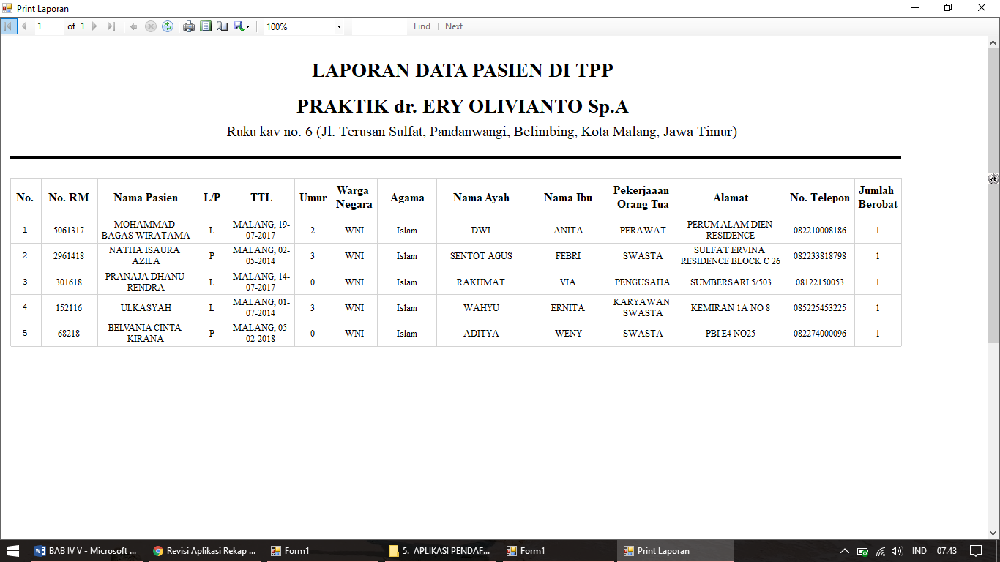 Print Laporan
1 of 1 100% Find Next
LAPORAN DATA PASIEN DI TPP
PRAKTIK dr. ERY OLIVIANTO Sp.A
Ruku kav no. 6 (Jl. Terusan Sulfat, Pandanwangi, Belimbing, Kota Malang, Jawa Timur)
No. No. RM Nama Pasien L/P TTL Umur Warga Negara Agama Nama Ayah Nama Ibu Pekerjaaan Orang Tua Alamat No. Telepon Jumlah Berobat
1 5061317 MOHAMMAD BAGAS WIRATAMA L MALANG, 19-07-2017 2 WNI Islam DWI ANITA PERAWAT PERUM ALAM DIEN RESIDENCE 082210008186 1
2 2961418 NATHA ISAURA AZILA P MALANG, 02-05-2014 3 WNI Islam SENTOT AGUS FEBRI SWASTA SULFAT ERVINA RESIDENCE BLOCK C 26 082233818798 1
3 301618 PRANAJA DHANU RENDRA L MALANG, 14-07-2017 0 WNI Islam RAKHMAT VIA PENGUSAHA SUMBERSARI 5/503 08122150053 1
4 152116 ULKASYAH L MALANG, 01-07-2014 3 WNI Islam WAHYU ERNITA KARYAWAN SWASTA KEMIRAN 1A NO 8 085225453225 1
5 68218 BELVANIA CINTA KIRANA P MALANG, 05-02-2018 0 WNI Islam ADITYA WENY SWASTA PBI E4 NO25 082274000096 1
BAB IV V - Microsoft ... Revisi Aplikasi Rekap ... Form1 5. APLIKASI PENDAF... Form1 Print Laporan IND 07.43